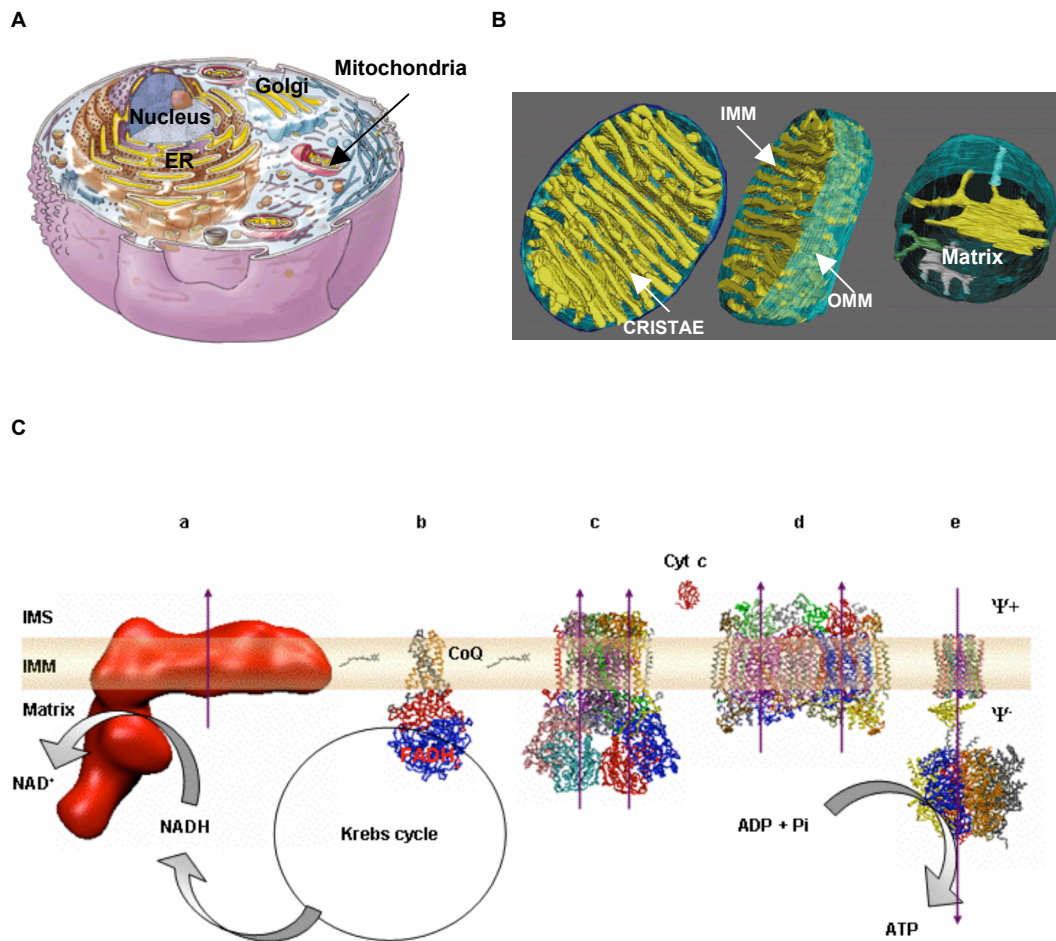 A
B
Mitochondria
Golgi
Nucleus
ER
IMM
Matrix
OMM
CRISTAE
C
a b c d e
Cyt c
IMS
Ψ+
IMM
CoQ
Matrix
Ψ-
FADH
NAD⁺
NADH
Krebs cycle
ADP + Pi
ATP